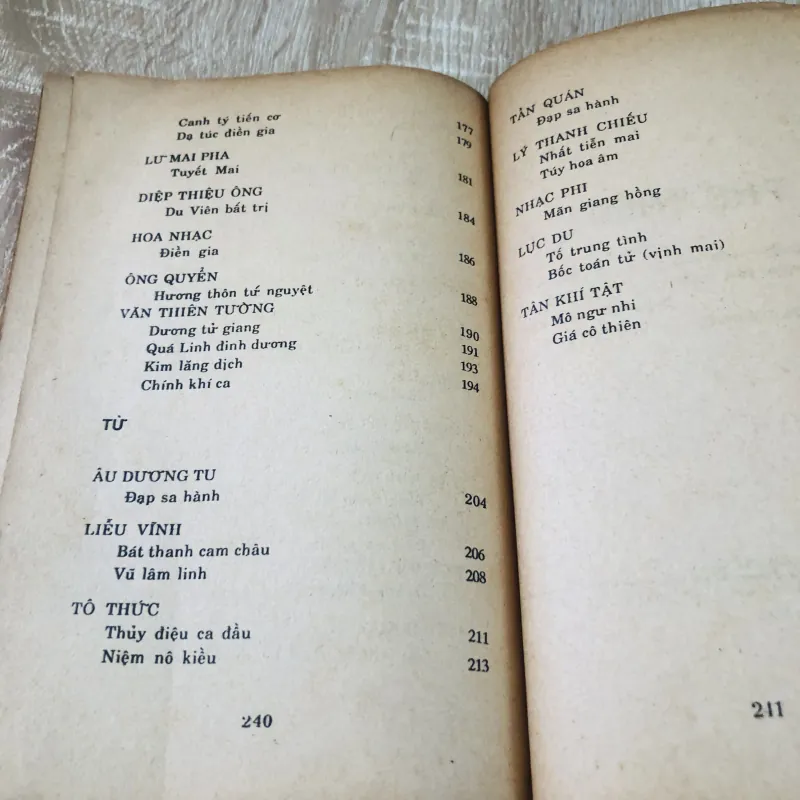 Canh tý tiến cơ 177
Dạ túc điền gia 179
LƯ MAI PHA
Tuyết Mai 181
DIỆP THIỆU ÔNG
Du Viên bất trị 184
HOA NHẠC
Điền gia 186
ÔNG QUYỂN
Hương thôn tứ nguyệt 188
VĂN THIÊN TƯỜNG
Dương tử giang 190
Quá Linh đinh dương 191
Kim lăng dịch 193
Chính khí ca 194
TỪ
ÂU DƯƠNG TU
Đạp sa hành 204
LIỄU VĨNH
Bát thanh cam châu 206
Vũ lâm linh 208
TÔ THỨC
Thủy điệu ca đầu 211
Niệm nô kiều 213
240
TẦN QUÁN
Đạp sa hành
LÝ THANH CHIẾU
Nhất tiễn mai
Túy hoa âm
NHẠC PHI
Mãn giang hồng
LỤC DU
Tố trung tình
Bốc toán tử (vịnh mai)
TÂN KHÍ TẬT
Mô ngư nhi
Giá cô thiên
241